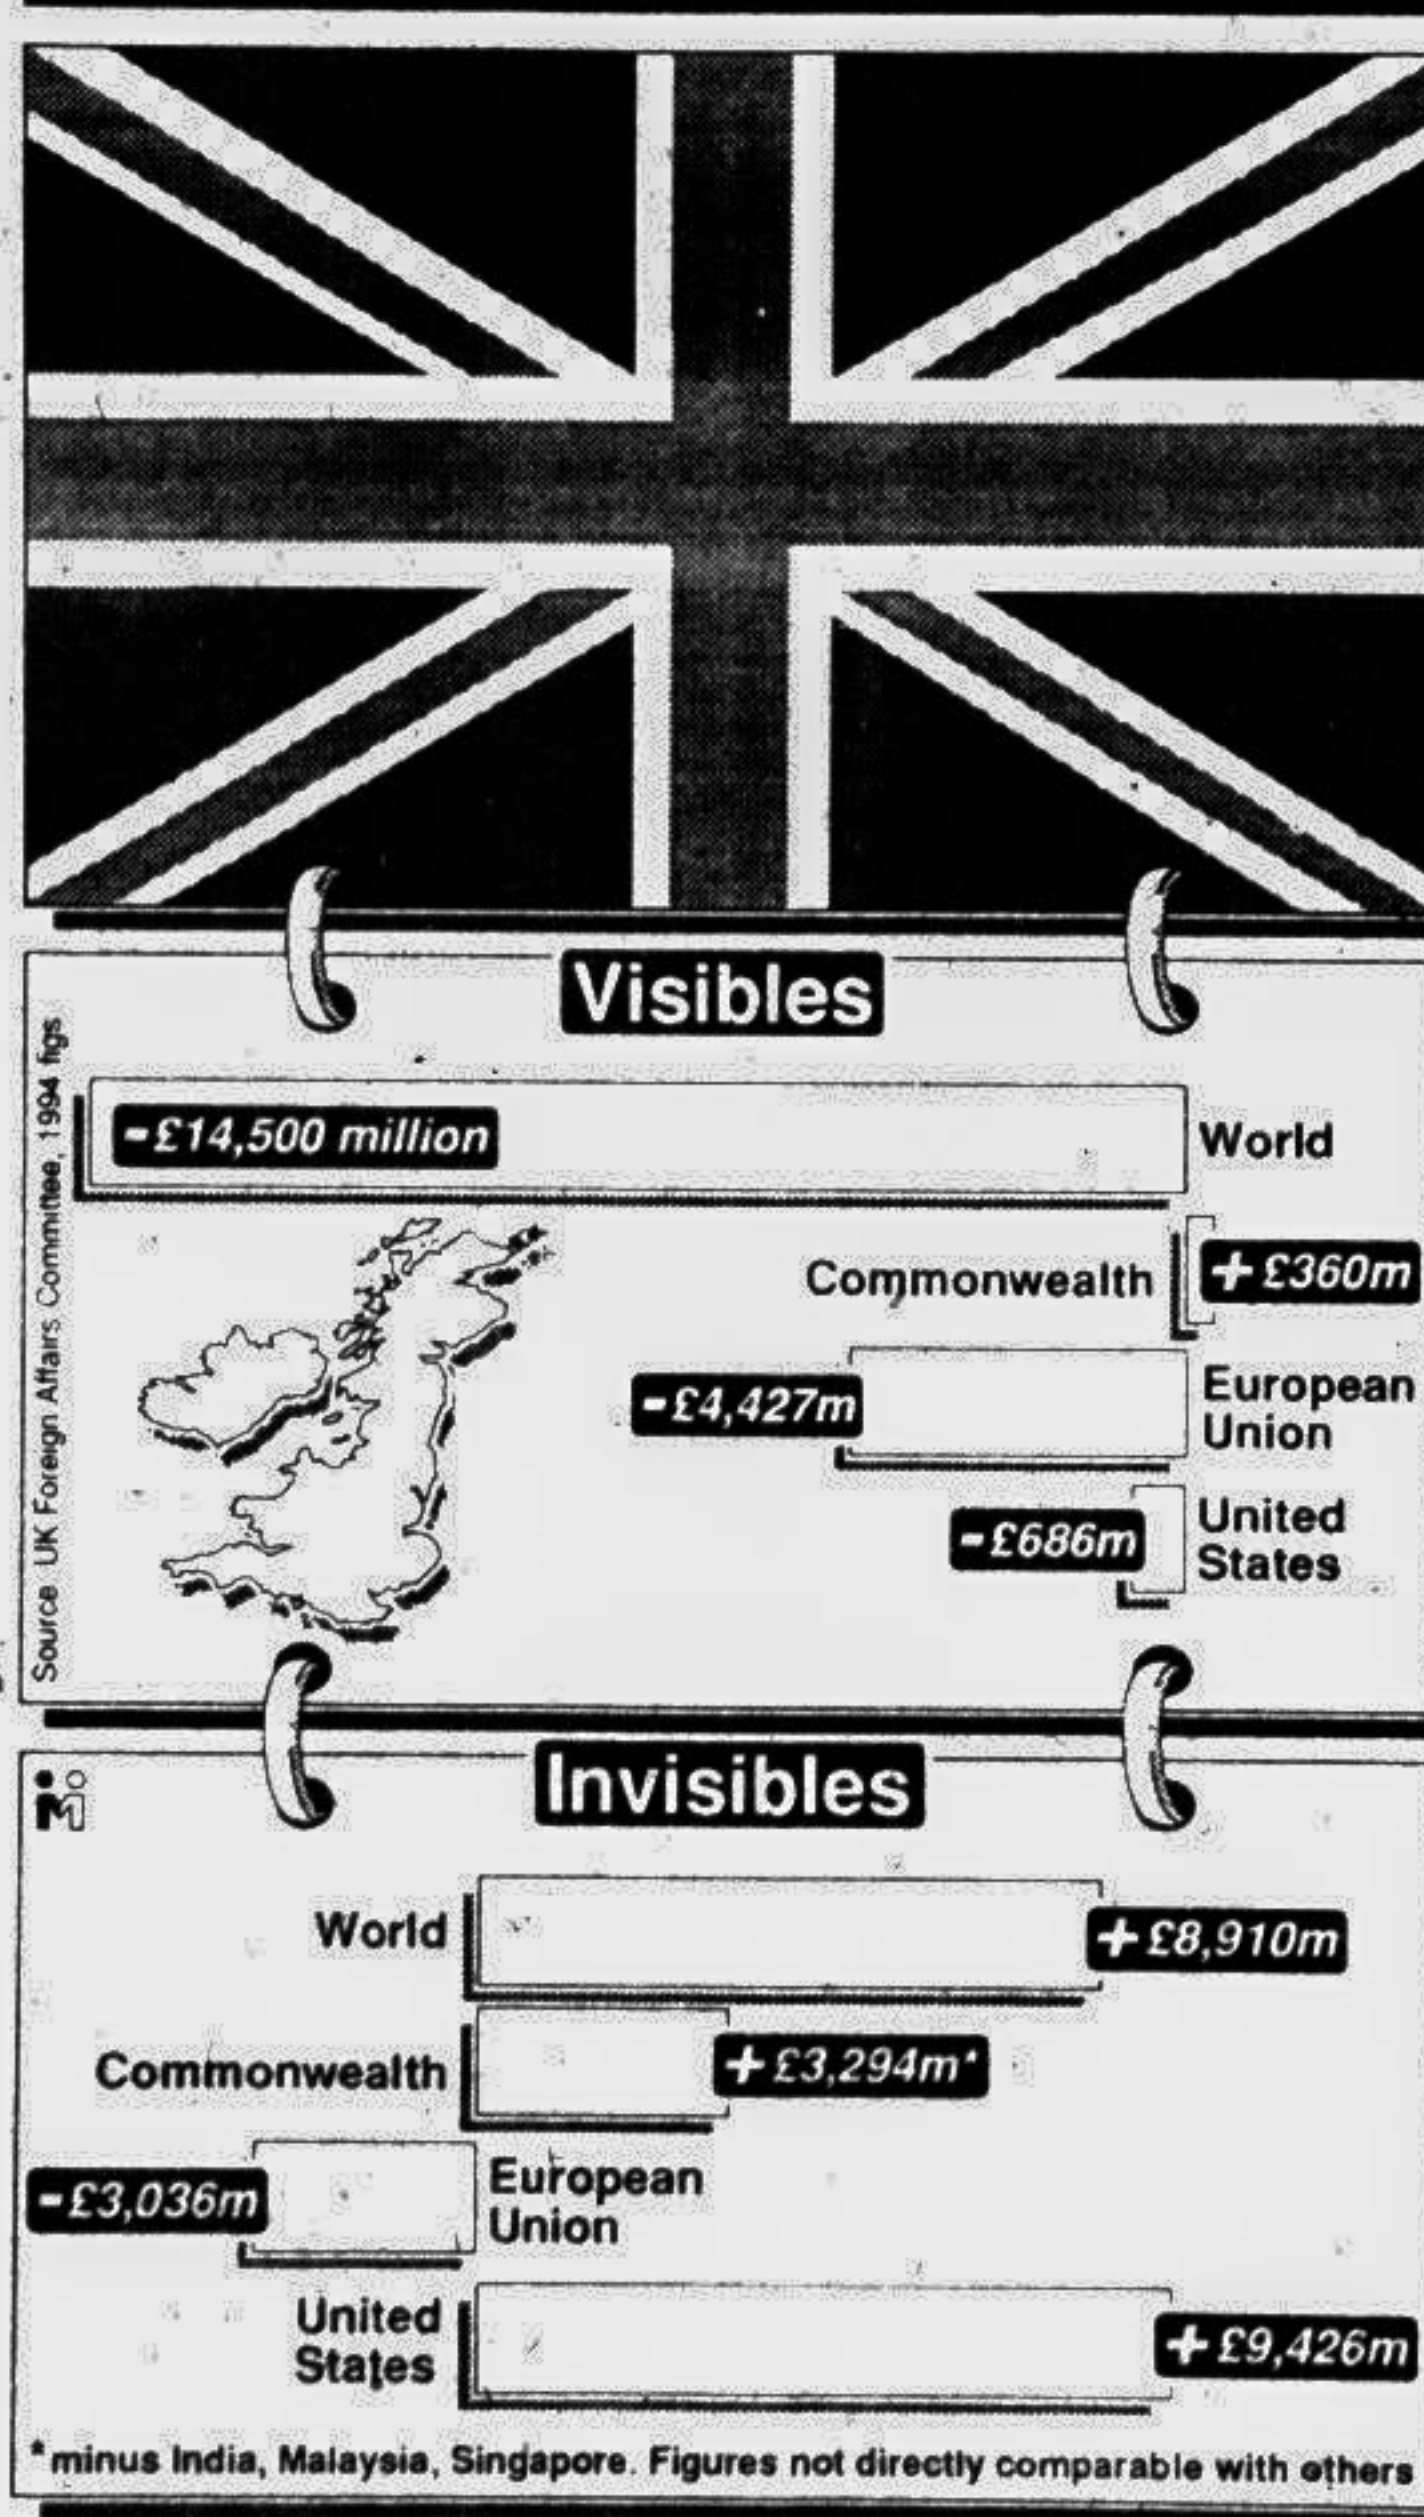 Visibles
Source UK Foreign Affairs Committee, 1994 figs
-£14,500 million
World
Commonwealth
+£360m
-£4,427m
European
Union
-£686m
United
States
Invisibles
World
+£8,910m
Commonwealth
+£3,294m*
-£3,036m
European
Union
United
States
+£9,426m
*minus India, Malaysia, Singapore. Figures not directly comparable with others